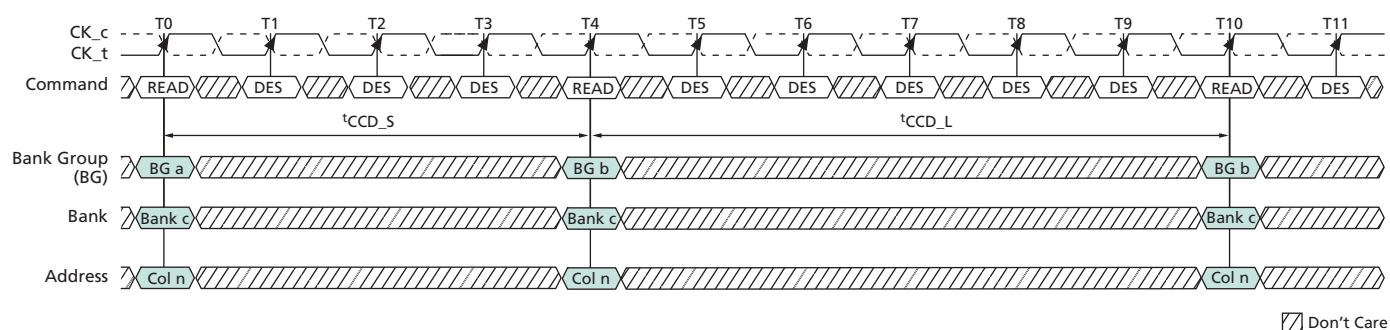 T0 T1 T2 T3 T4 T5 T6 T7 T8 T9 T10 T11
CK_c
CK_t
Command READ DES DES DES READ DES DES DES DES DES READ DES
tCCD_S tCCD_L
Bank Group
(BG) BG a BG b BG b
Bank Bank c Bank c Bank c
Address Col n Col n Col n
Don't Care